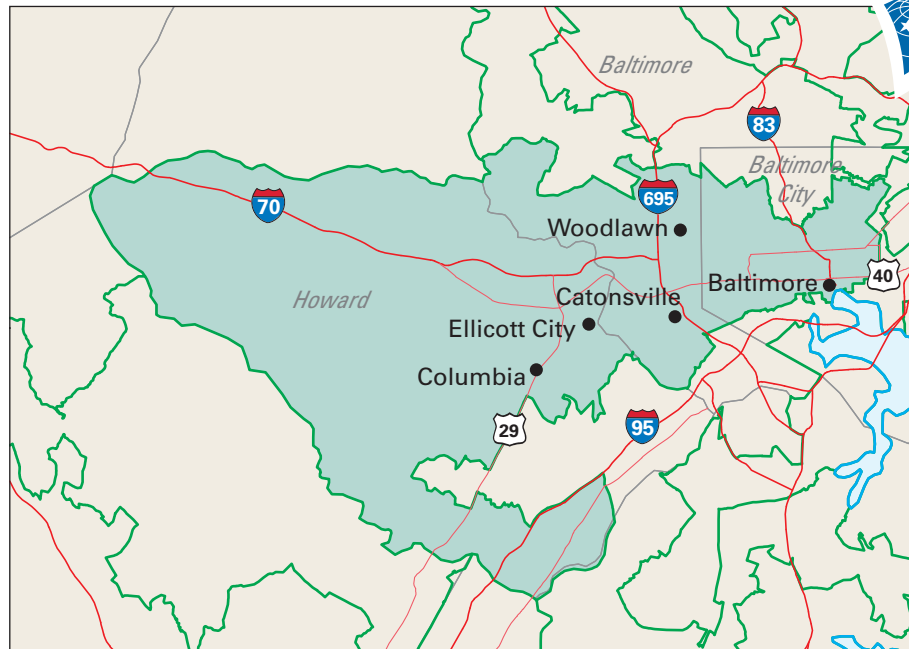 Baltimore
83
Baltimore
City
70
695
Woodlawn
Howard
Baltimore
40
Catonsville
Ellicott City
Columbia
29
95